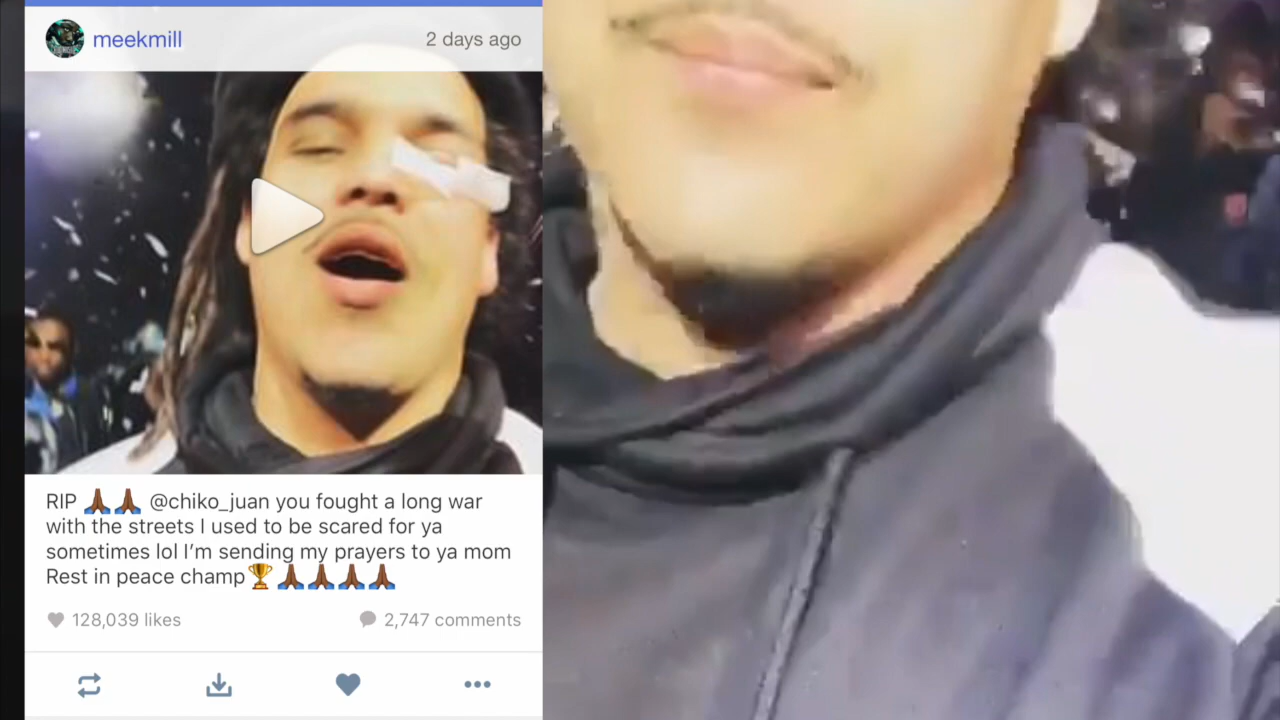 meekmill
2 days ago
RIP 🙏🏾🙏🏾 @chiko_juan you fought a long war
with the streets I used to be scared for ya
sometimes lol I'm sending my prayers to ya mom
Rest in peace champ🏆🙏🏾🙏🏾🙏🏾🙏🏾
128,039 likes
2,747 comments